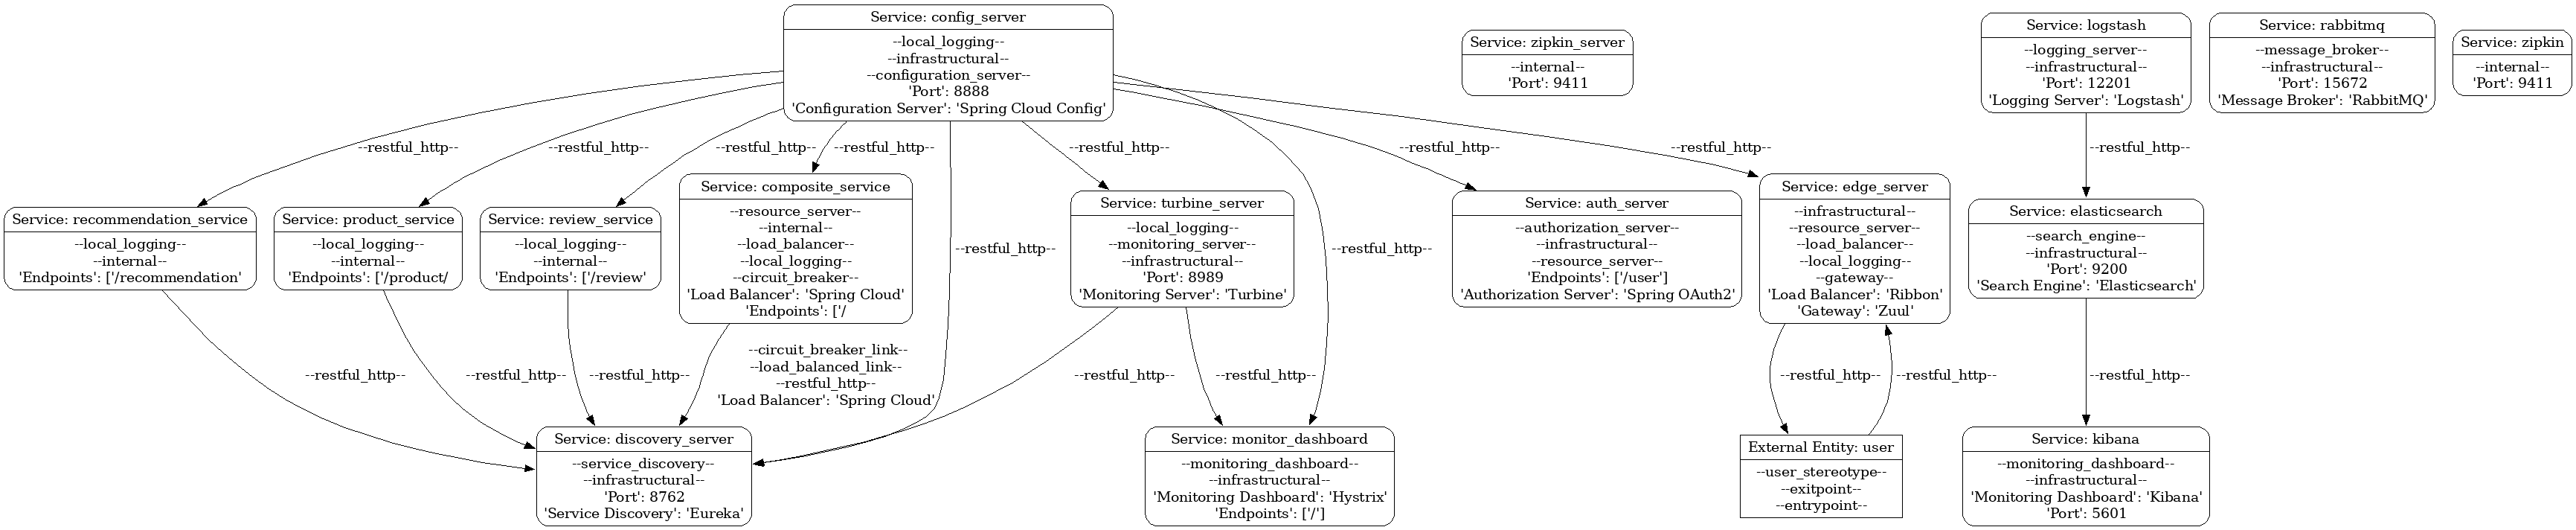 Service: config_server
--local_logging--
--infrastructural--
--configuration_server--
'Port': 8888
'Configuration Server': 'Spring Cloud Config'
Service: zipkin_server
--internal--
'Port': 9411
Service: logstash
--logging_server--
--infrastructural--
'Port': 12201
'Logging Server': 'Logstash'
Service: rabbitmq
--message_broker--
--infrastructural--
'Port': 15672
'Message Broker': 'RabbitMQ'
Service: zipkin
--internal--
'Port': 9411
--restful_http--
--restful_http--
--restful_http--
--restful_http--
--restful_http--
--restful_http--
--restful_http--
--restful_http--
Service: recommendation_service
--local_logging--
--internal--
'Endpoints': ['/recommendation'
Service: product_service
--local_logging--
--internal--
'Endpoints': ['/product/
Service: review_service
--local_logging--
--internal--
'Endpoints': ['/review'
Service: composite_service
--resource_server--
--internal--
--load_balancer--
--local_logging--
--circuit_breaker--
'Load Balancer': 'Spring Cloud'
'Endpoints': ['/
--restful_http--
Service: turbine_server
--local_logging--
--monitoring_server--
--infrastructural--
'Port': 8989
'Monitoring Server': 'Turbine'
--restful_http--
Service: auth_server
--authorization_server--
--infrastructural--
--resource_server--
'Endpoints': ['/user']
'Authorization Server': 'Spring OAuth2'
Service: edge_server
--infrastructural--
--resource_server--
--load_balancer--
--local_logging--
--gateway--
'Load Balancer': 'Ribbon'
'Gateway': 'Zuul'
Service: elasticsearch
--search_engine--
--infrastructural--
'Port': 9200
'Search Engine': 'Elasticsearch'
--restful_http--
--restful_http--
--restful_http--
--circuit_breaker_link--
--load_balanced_link--
--restful_http--
'Load Balancer': 'Spring Cloud'
--restful_http--
--restful_http--
--restful_http--
--restful_http--
--restful_http--
Service: discovery_server
--service_discovery--
--infrastructural--
'Port': 8762
'Service Discovery': 'Eureka'
Service: monitor_dashboard
--monitoring_dashboard--
--infrastructural--
'Monitoring Dashboard': 'Hystrix'
'Endpoints': ['/']
External Entity: user
--user_stereotype--
--exitpoint--
--entrypoint--
Service: kibana
--monitoring_dashboard--
--infrastructural--
'Monitoring Dashboard': 'Kibana'
'Port': 5601